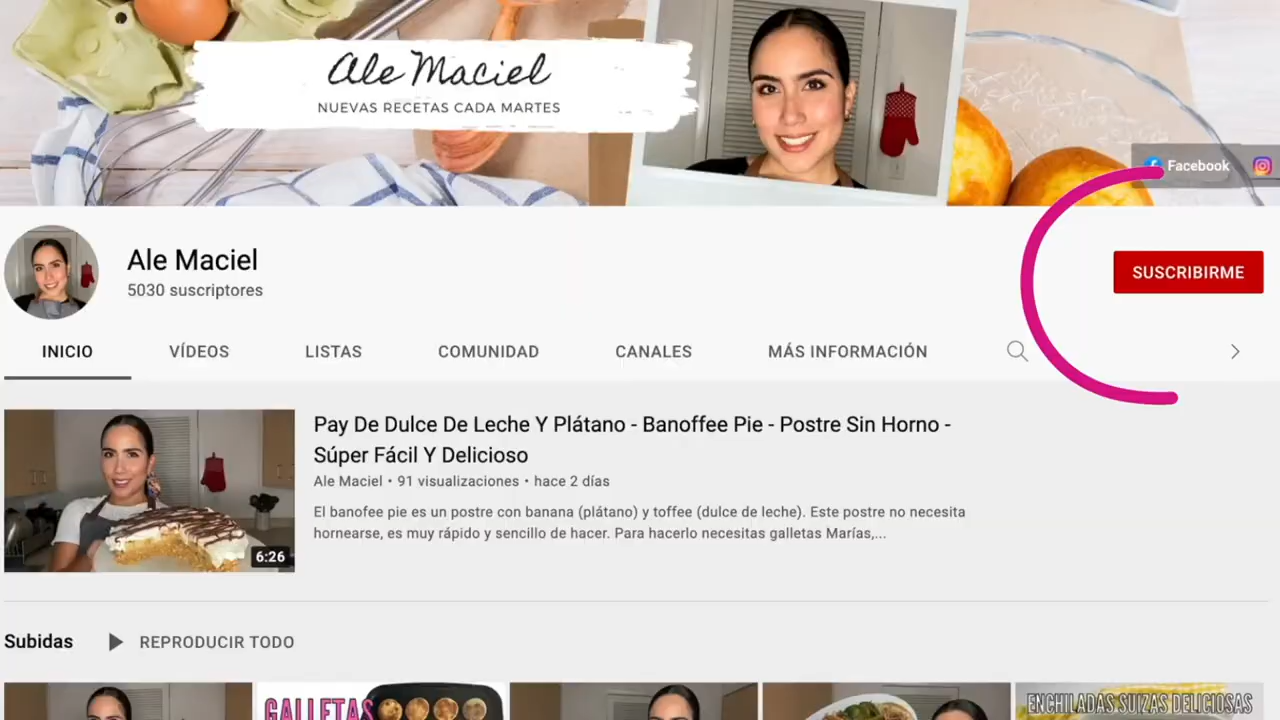 Ale Maciel
NUEVAS RECETAS CADA MARTES
Facebook
Ale Maciel
5030 suscriptores
SUSCRIBIRME
INICIO
VÍDEOS
LISTAS
COMUNIDAD
CANALES
MÁS INFORMACIÓN
Pay De Dulce De Leche Y Plátano - Banoffee Pie - Postre Sin Horno -
Súper Fácil Y Delicioso
Ale Maciel • 91 visualizaciones • hace 2 días
El banofee pie es un postre con banana (plátano) y toffee (dulce de leche). Este postre no necesita
hornearse, es muy rápido y sencillo de hacer. Para hacerlo necesitas galletas Marías,...
6:26
Subidas
REPRODUCIR TODO
GALLETAS
ENCHILADAS SUIZAS DELICIOSAS